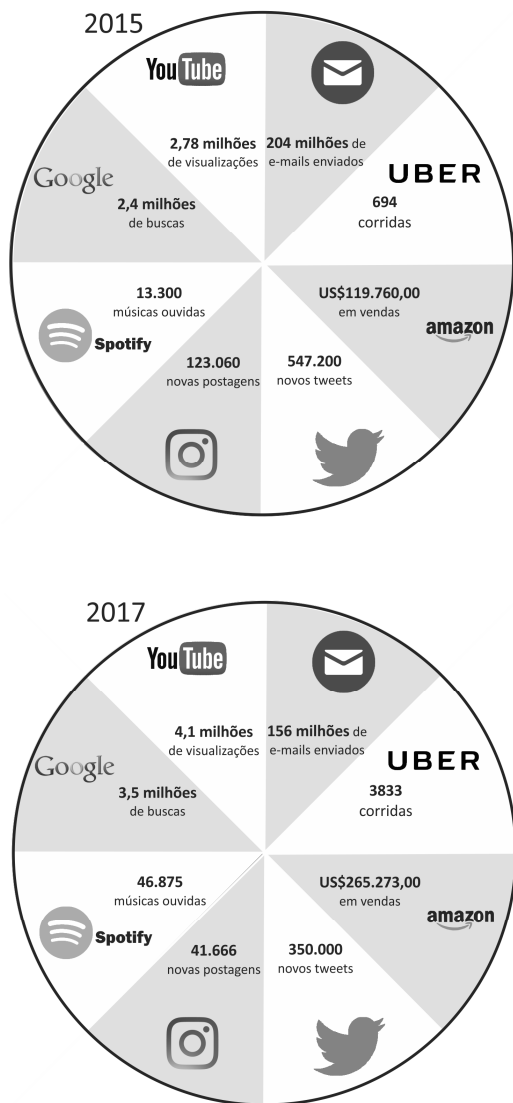 2015
YouTube
2,78 milhões
de visualizações
204 milhões de
e-mails enviados
UBER
694
corridas
Google
2,4 milhões
de buscas
13.300
músicas ouvidas
Spotify
US$119.760,00
em vendas
amazon
123.060
novas postagens
547.200
novos tweets
2017
YouTube
4,1 milhões
de visualizações
156 milhões de
e-mails enviados
UBER
3833
corridas
Google
3,5 milhões
de buscas
46.875
músicas ouvidas
Spotify
US$265.273,00
em vendas
amazon
41.666
novas postagens
350.000
novos tweets